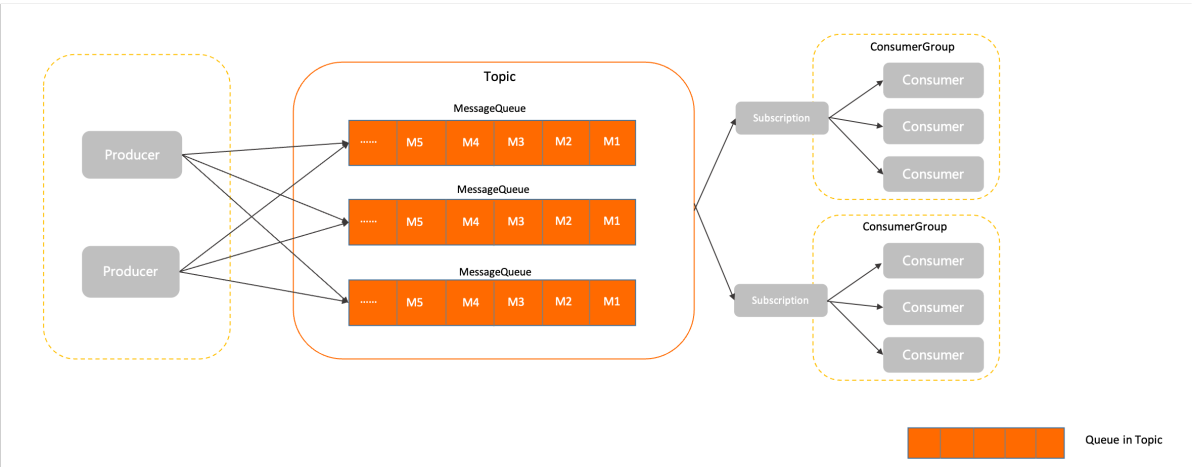 Producer
Producer
Topic
MessageQueue
...... M5 M4 M3 M2 M1
MessageQueue
...... M5 M4 M3 M2 M1
MessageQueue
...... M5 M4 M3 M2 M1
Subscription
ConsumerGroup
Consumer
Consumer
Consumer
Subscription
ConsumerGroup
Consumer
Consumer
Consumer
Queue in Topic